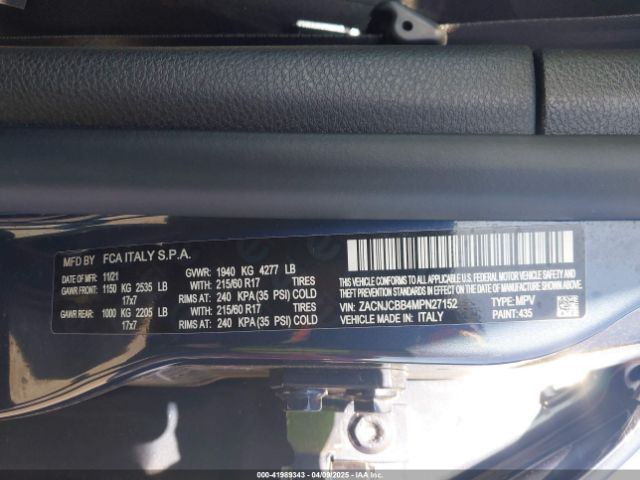 MFD BY FCA ITALY S.P.A.
DATE OF MFR: 11/21 GVWR: 1940 KG 4277 LB
GAWR FRONT: 1150 KG 2535 LB WITH: 215/60 R17 TIRES
17x7 RIMS AT: 240 KPA(35 PSI) COLD
GAWR REAR: 1000 KG 2205 LB WITH: 215/60 R17 TIRES
17x7 RIMS AT: 240 KPA(35 PSI) COLD
THIS VEHICLE CONFORMS TO ALL APPLICABLE U.S. FEDERAL
MOTOR VEHICLE SAFETY, BUMPER, AND THEFT PREVENTION
STANDARDS IN EFFECT ON THE DATE OF MANUFACTURE SHOWN ABOVE
VIN: ZACNJCBB4MPN27152 TYPE: MPV
VEHICLE MADE IN: ITALY PAINT: 435
000-41989343 - 04/09/2025 - IAAI.com